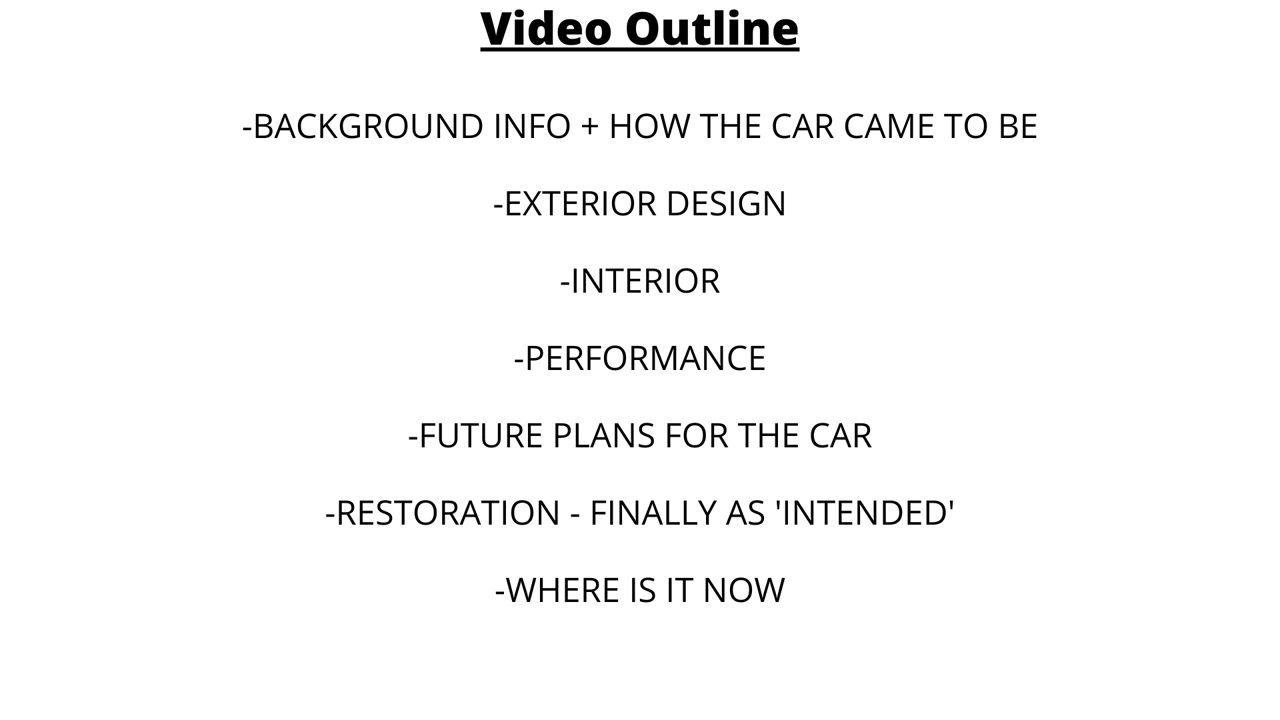 Video Outline
-BACKGROUND INFO + HOW THE CAR CAME TO BE
-EXTERIOR DESIGN
-INTERIOR
-PERFORMANCE
-FUTURE PLANS FOR THE CAR
-RESTORATION - FINALLY AS 'INTENDED'
-WHERE IS IT NOW